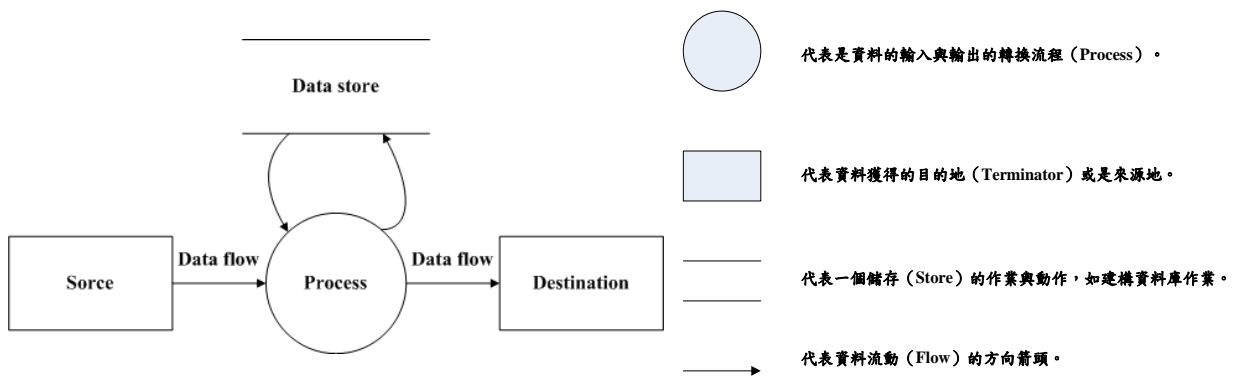 Data store
Data flow
Data flow
Sorce
Process
Destination
代表是資料的輸入與輸出的轉換流程（Process）。
代表資料獲得的目的地（Terminator）或是來源地。
代表一個儲存（Store）的作業與動作，如建構資料庫作業。
代表資料流動（Flow）的方向箭頭。